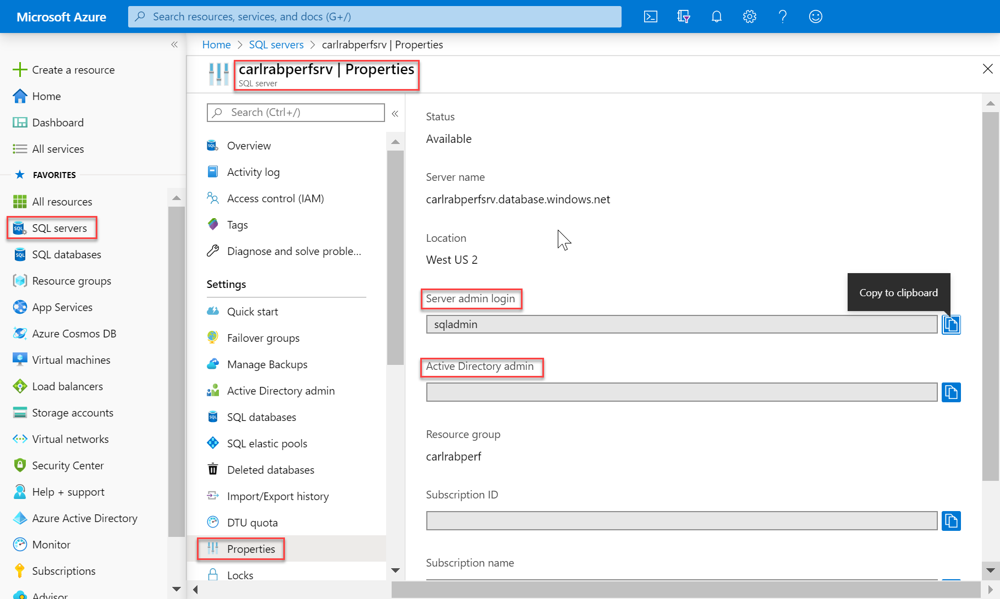 Microsoft Azure
Search resources, services, and docs (G+/)
Home > SQL servers > carlrabperfsrv | Properties
carlrabperfsrv | Properties
SQL server
Create a resource
Home
Dashboard
All services
FAVORITES
All resources
SQL servers
SQL databases
Resource groups
App Services
Azure Cosmos DB
Virtual machines
Load balancers
Storage accounts
Virtual networks
Security Center
Help + support
Azure Active Directory
Monitor
Subscriptions
Advisor
Search (Ctrl+/)
Overview
Activity log
Access control (IAM)
Tags
Diagnose and solve proble...
Settings
Quick start
Failover groups
Manage Backups
Active Directory admin
SQL databases
SQL elastic pools
Deleted databases
Import/Export history
DTU quota
Properties
Locks
Status
Available
Server name
carlrabperfsrv.database.windows.net
Location
West US 2
Server admin login
Copy to clipboard
sqladmin
Active Directory admin
Resource group
carlrabperf
Subscription ID
Subscription name